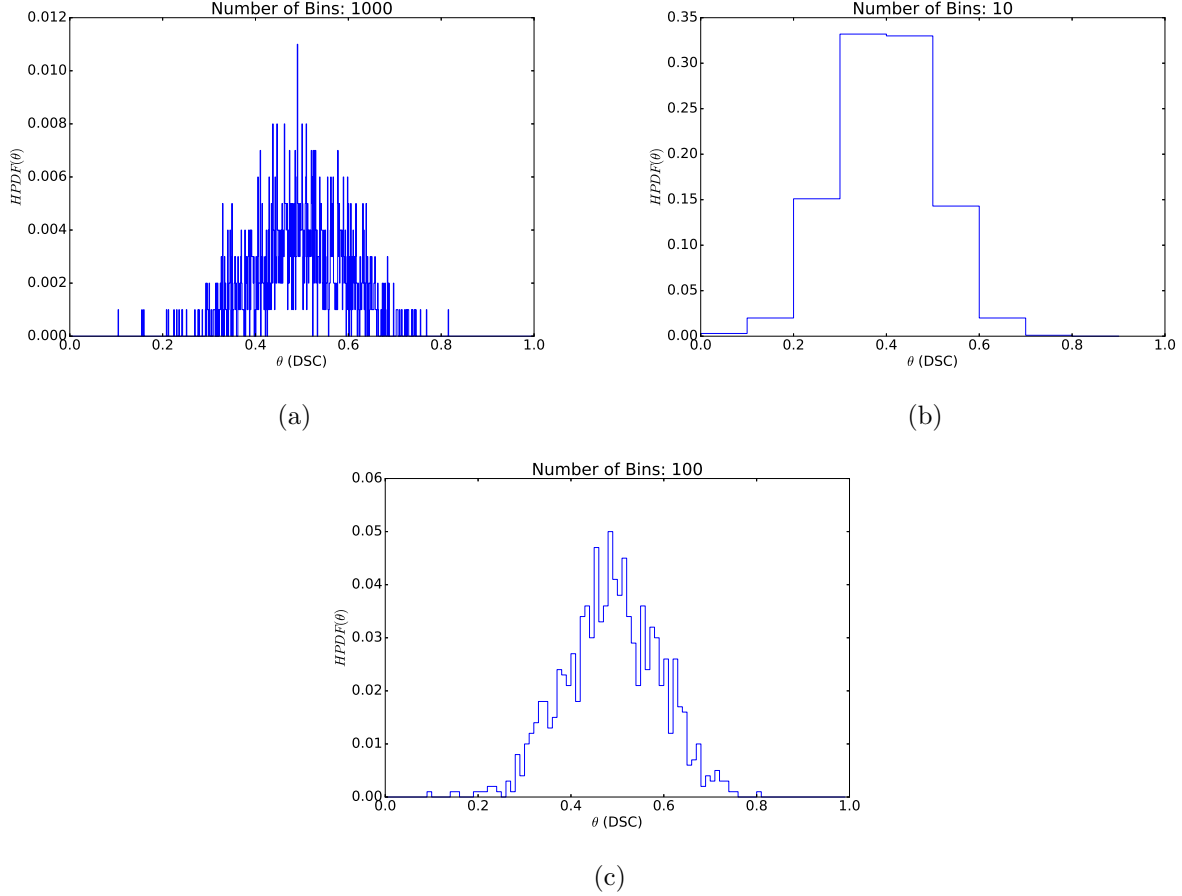 Number of Bins: 1000
0.012
0.010
0.008
0.006
0.004
0.002
0.000
HPDF(θ)
0.0 0.2 0.4 0.6 0.8 1.0
θ (DSC)
(a)
Number of Bins: 10
0.35
0.30
0.25
0.20
0.15
0.10
0.05
0.00
HPDF(θ)
0.0 0.2 0.4 0.6 0.8 1.0
θ (DSC)
(b)
Number of Bins: 100
0.06
0.05
0.04
0.03
0.02
0.01
0.00
HPDF(θ)
0.0 0.2 0.4 0.6 0.8 1.0
θ (DSC)
(c)